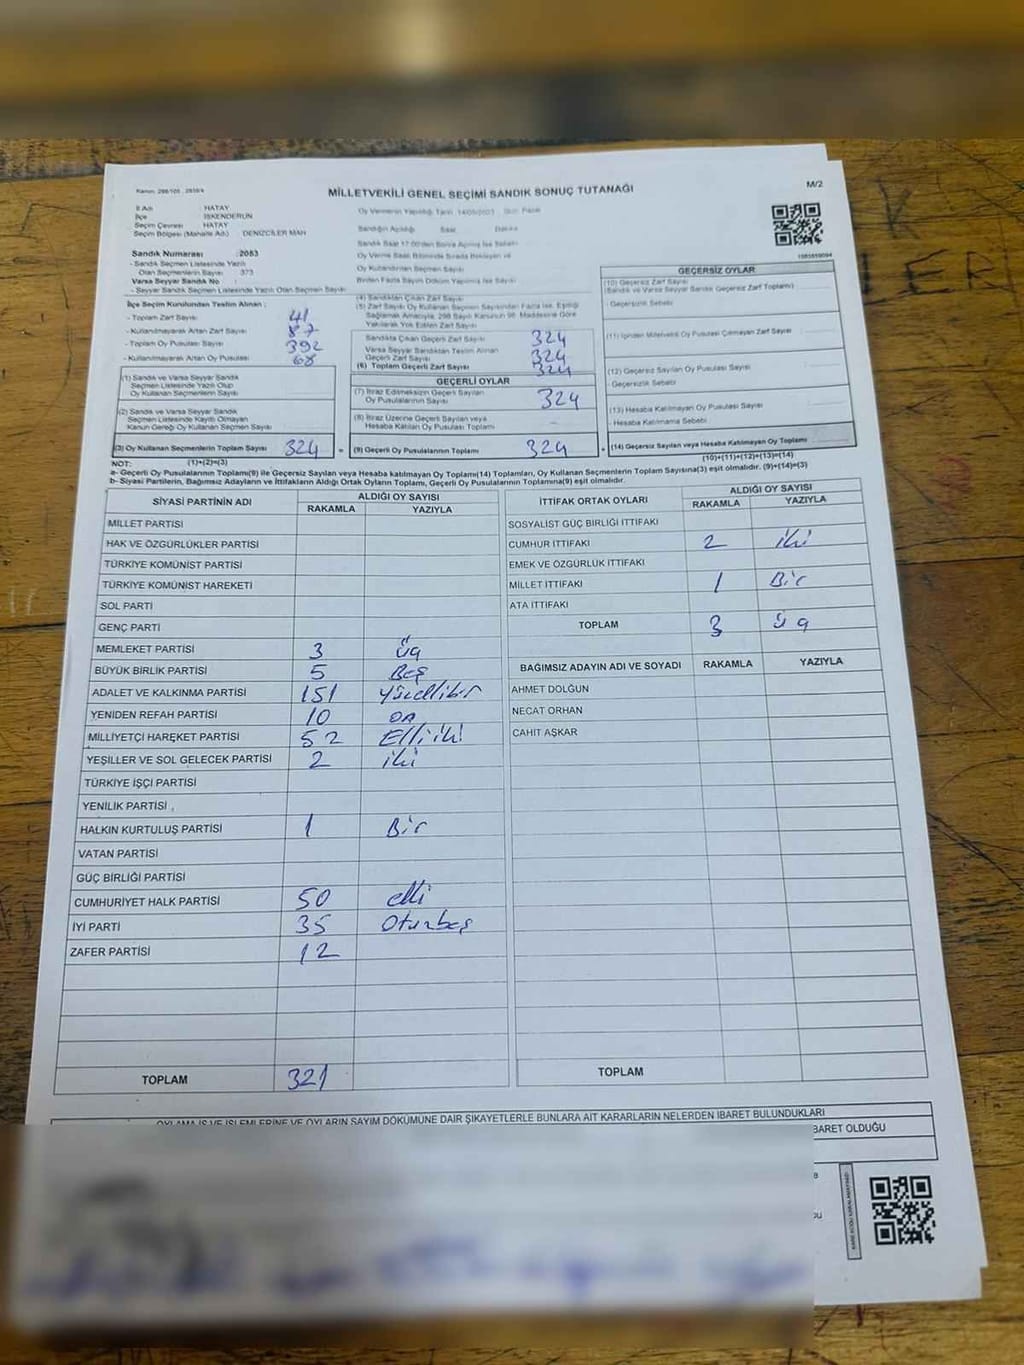 Kanun: 298/105 , 2839/4
MİLLETVEKİLİ GENEL SEÇİMİ SANDIK SONUÇ TUTANAĞI
M/2
İl Adı : HATAY
İlçe : İSKENDERUN
Seçim Çevresi : HATAY
Seçim Bölgesi (Mahalle Adı) : DENİZCİLER MAH
Sandık Numarası : 2083
- Sandık Seçmen Listesinde Yazılı
Olan Seçmenlerin Sayısı : 373
Varsa Seyyar Sandık No :
- Seyyar Sandık Seçmen Listesinde Yazılı Olan Seçmen Sayısı :
İlçe Seçim Kurulundan Teslim Alınan ;
- Toplam Zarf Sayısı : 41
- Kullanılmayarak Artan Zarf Sayısı : 87
- Toplam Oy Pusulası Sayısı : 392
- Kullanılmayarak Artan Oy Pusulası : 68
(1) Sandık ve Varsa Seyyar Sandık
Seçmen Listesinde Yazılı Olup
Oy Kullanan Seçmenlerin Sayısı
(2) Sandık ve Varsa Seyyar Sandık
Seçmen Listesinde Kayıtlı Olmayan
Kanun Gereği Oy Kullanan Seçmen Sayısı
(3) Oy Kullanan Seçmenlerin Toplam Sayısı 324
(1)+(2)=(3)
Oy Vermenin Yapıldığı Tarih: 14/05/2023 Gün: Pazar
Sandığın Açıldığı Saat: Dakika
Oy Kullandırılan Seçmen Sayısı
(4) Sandıktan Çıkan Zarf Sayısı
(5) Zarf Sayısı Oy Kullanan Seçmen Sayısından Fazla İse, Eşitliği
Sağlamak Amacıyla, 298 Sayılı Kanunun 98. Maddesine Göre
Yakılarak Yok Edilen Zarf Sayısı
Sandıkta Çıkan Geçerli Zarf Sayısı 324
Varsa Seyyar Sandıktan Teslim Alınan
Geçerli Zarf Sayısı 324
(6) Toplam Geçerli Zarf Sayısı 324
GEÇERLİ OYLAR
(7) İtiraz Edilmeksizin Geçerli Sayılan
Oy Pusulalarının Sayısı 324
(8) İtiraz Üzerine Geçerli Sayılan veya
Hesaba Katılan Oy Pusulası Toplamı
= (9) Geçerli Oy Pusulalarının Toplamı 324
1083859094
GEÇERSİZ OYLAR
(10) Geçersiz Zarf Sayısı
(Sandık ve Varsa Seyyar Sandık Geçersiz Zarf Toplamı)
- Geçersizlik Sebebi
(11) İçinden Milletvekili Oy Pusulası Çıkmayan Zarf Sayısı
(12) Geçersiz Sayılan Oy Pusulası Sayısı
- Geçersizlik Sebebi
(13) Hesaba Katılmayan Oy Pusulası Sayısı
- Hesaba Katılmama Sebebi
+ (14) Geçersiz Sayılan veya Hesaba Katılmayan Oy Toplamı
(10)+(11)+(12)+(13)=(14)
NOT:
a- Geçerli Oy Pusulalarının Toplamı(9) ile Geçersiz Sayılan veya Hesaba katılmayan Oy Toplamı(14) Toplamları, Oy Kullanan Seçmenlerin Toplam Sayısına(3) eşit olmalıdır. (9)+(14)=(3)
b- Siyasi Partilerin, Bağımsız Adayların ve İttifakların Aldığı Oyların Toplamı, Geçerli Oy Pusulalarının Toplamına(9) eşit olmalıdır.
SİYASİ PARTİNİN ADI ALDIĞI OY SAYISI
RAKAMLA YAZIYLA
MİLLET PARTİSİ
HAK VE ÖZGÜRLÜKLER PARTİSİ
TÜRKİYE KOMÜNİST PARTİSİ
TÜRKİYE KOMÜNİST HAREKETİ
SOL PARTİ
GENÇ PARTİ
MEMLEKET PARTİSİ 3 üç
BÜYÜK BİRLİK PARTİSİ 5 Beş
ADALET VE KALKINMA PARTİSİ 151 Yüzellibir
YENİDEN REFAH PARTİSİ 10 on
MİLLİYETÇİ HAREKET PARTİSİ 52 Elliiki
YEŞİLLER VE SOL GELECEK PARTİSİ 2 iki
TÜRKİYE İŞÇİ PARTİSİ
YENİLİK PARTİSİ
HALKIN KURTULUŞ PARTİSİ 1 Bir
VATAN PARTİSİ
GÜÇ BİRLİĞİ PARTİSİ
CUMHURİYET HALK PARTİSİ 50 elli
İYİ PARTİ 35 Oturbeş
ZAFER PARTİSİ 12
TOPLAM 321
İTTİFAK ORTAK OYLARI ALDIĞI OY SAYISI
RAKAMLA YAZIYLA
SOSYALİST GÜÇ BİRLİĞİ İTTİFAKI
CUMHUR İTTİFAKI 2 iki
EMEK VE ÖZGÜRLÜK İTTİFAKI
MİLLET İTTİFAKI 1 Bir
ATA İTTİFAKI
TOPLAM 3 üç
BAĞIMSIZ ADAYIN ADI VE SOYADI RAKAMLA YAZIYLA
AHMET DOLĞUN
NECAT ORHAN
CAHİT AŞKAR
TOPLAM
OYLAMA İŞ VE İŞLEMLERİNE VE OYLARIN SAYIM DÖKÜMÜNE DAİR ŞİKAYETLERLE BUNLARA AİT KARARLARIN NELERDEN İBARET BULUNDUKLARI
İBARET OLDUĞU